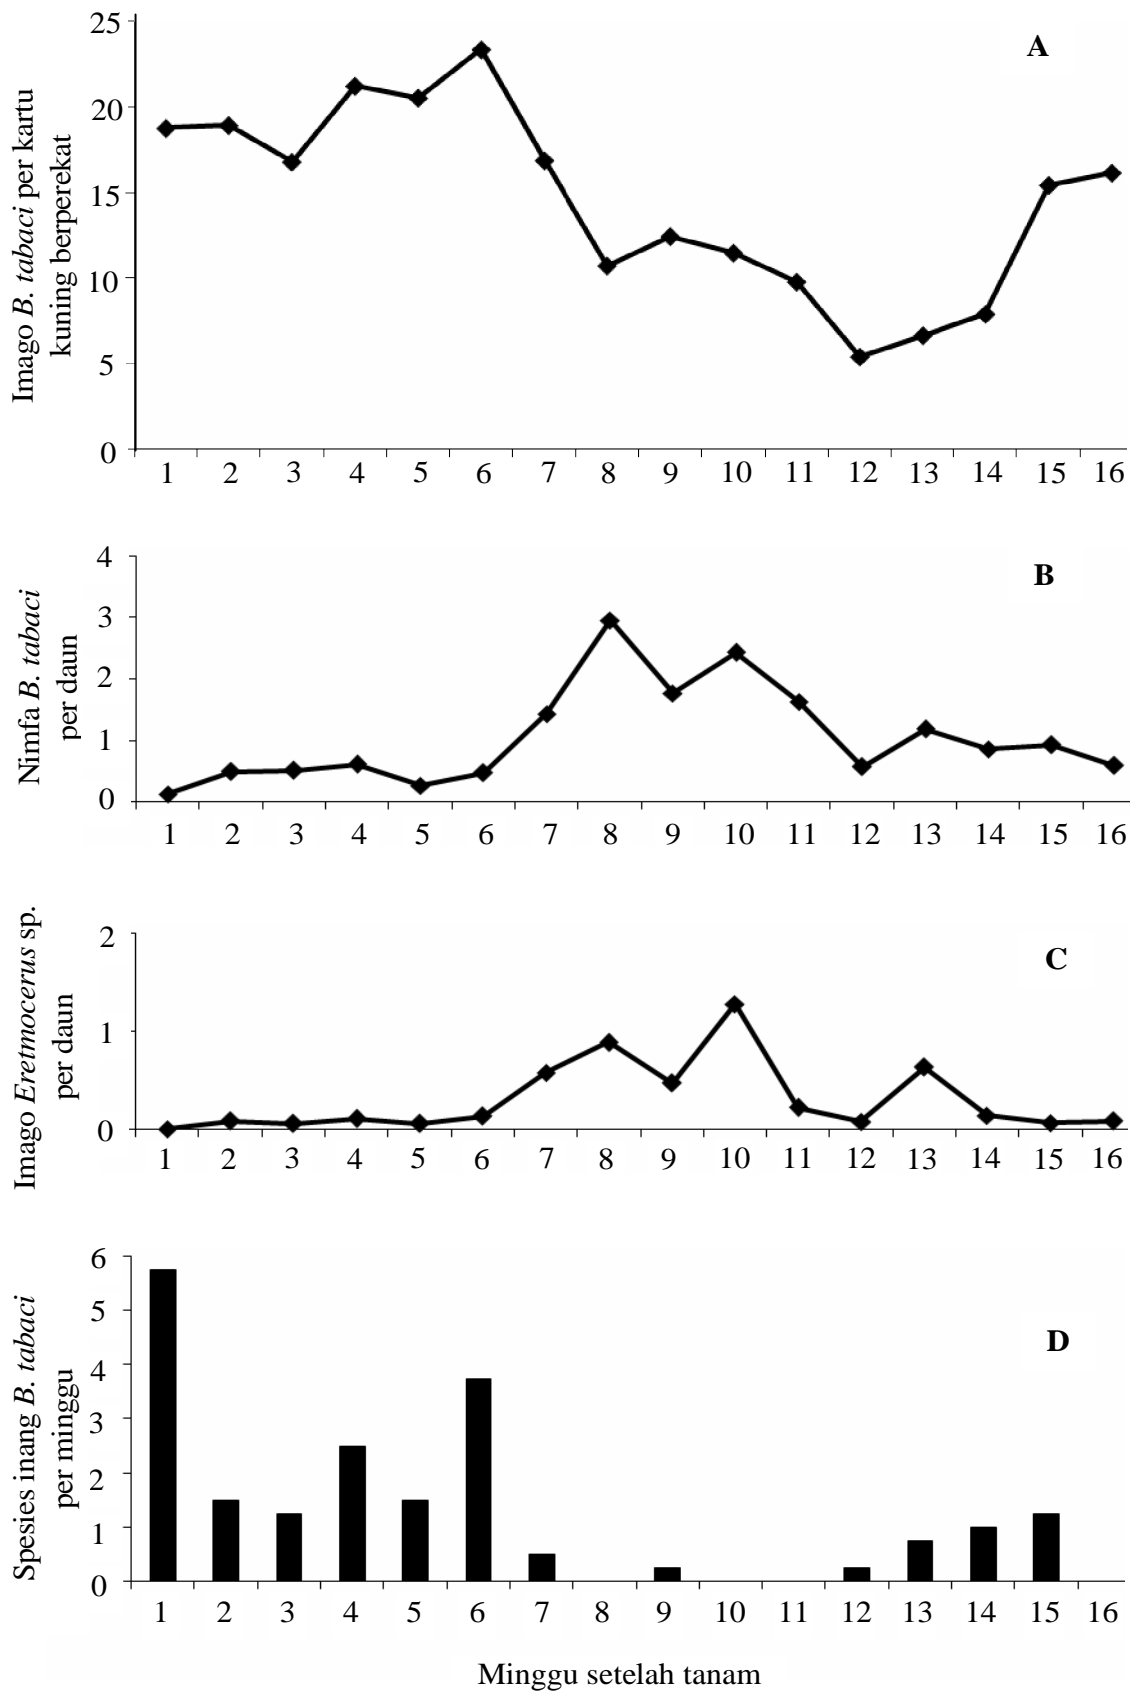 25
20
15
10
5
0
Imago B. tabaci per kartu
kuning berperekat
A
1 2 3 4 5 6 7 8 9 10 11 12 13 14 15 16
4
3
2
1
0
Nimfa B. tabaci
per daun
B
1 2 3 4 5 6 7 8 9 10 11 12 13 14 15 16
2
1
0
Imago Eretmocerus sp.
per daun
C
1 2 3 4 5 6 7 8 9 10 11 12 13 14 15 16
6
5
4
3
2
1
0
Spesies inang B. tabaci
per minggu
D
1 2 3 4 5 6 7 8 9 10 11 12 13 14 15 16
Minggu setelah tanam